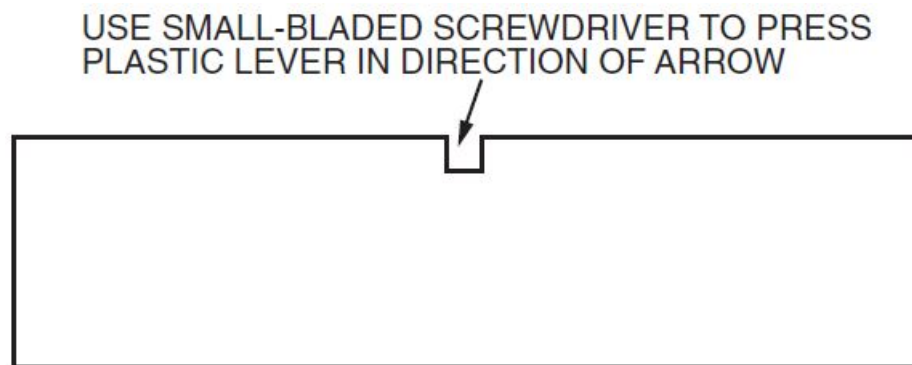 USE SMALL-BLADED SCREWDRIVER TO PRESS
PLASTIC LEVER IN DIRECTION OF ARROW